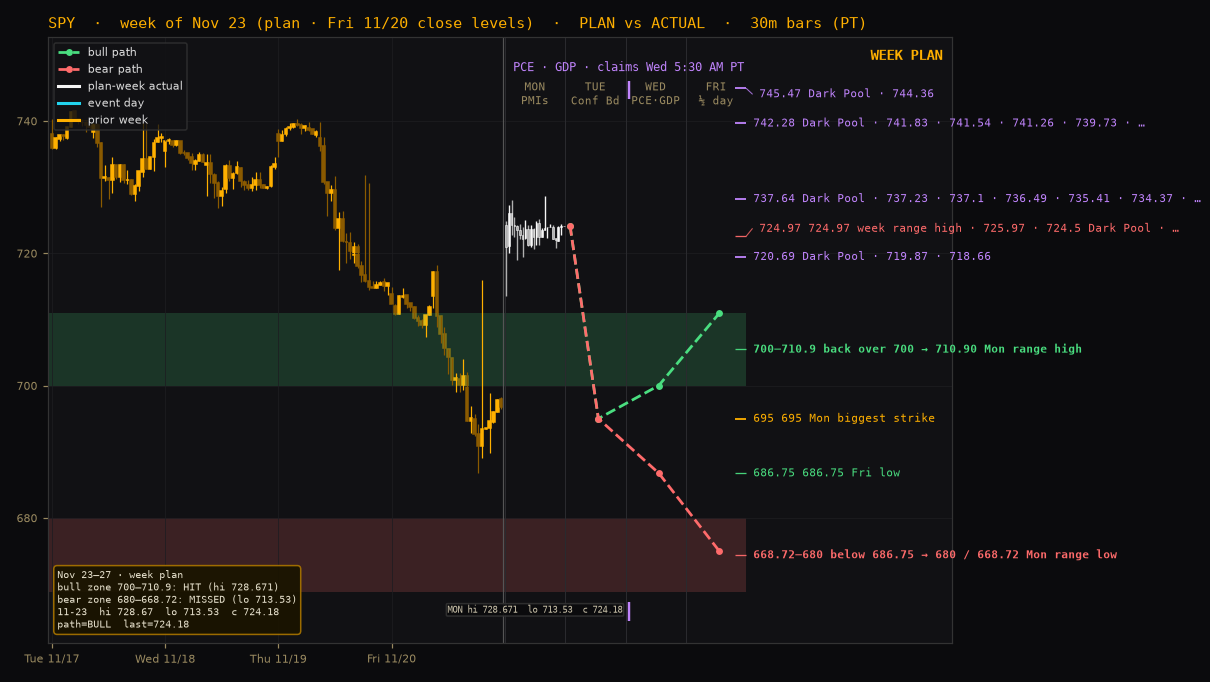 SPY · week of Nov 23 (plan · Fri 11/20 close levels) · PLAN vs ACTUAL · 30m bars (PT)
bull path
bear path
plan-week actual
event day
prior week
WEEK PLAN
PCE · GDP · claims Wed 5:30 AM PT
MON
PMIs
TUE
Conf Bd
WED
PCE·GDP
FRI
½ day
745.47 Dark Pool · 744.36
742.28 Dark Pool · 741.83 · 741.54 · 741.26 · 739.73 · …
737.64 Dark Pool · 737.23 · 737.1 · 736.49 · 735.41 · 734.37 · …
724.97 724.97 week range high · 725.97 · 724.5 Dark Pool · …
720.69 Dark Pool · 719.87 · 718.66
700–710.9 back over 700 → 710.90 Mon range high
695 695 Mon biggest strike
686.75 686.75 Fri low
668.72–680 below 686.75 → 680 / 668.72 Mon range low
740
720
700
680
Nov 23–27 · week plan
bull zone 700–710.9: HIT (hi 728.671)
bear zone 680–668.72: MISSED (lo 713.53)
11-23 hi 728.67 lo 713.53 c 724.18
path=BULL last=724.18
MON hi 728.671 lo 713.53 c 724.18
Tue 11/17
Wed 11/18
Thu 11/19
Fri 11/20